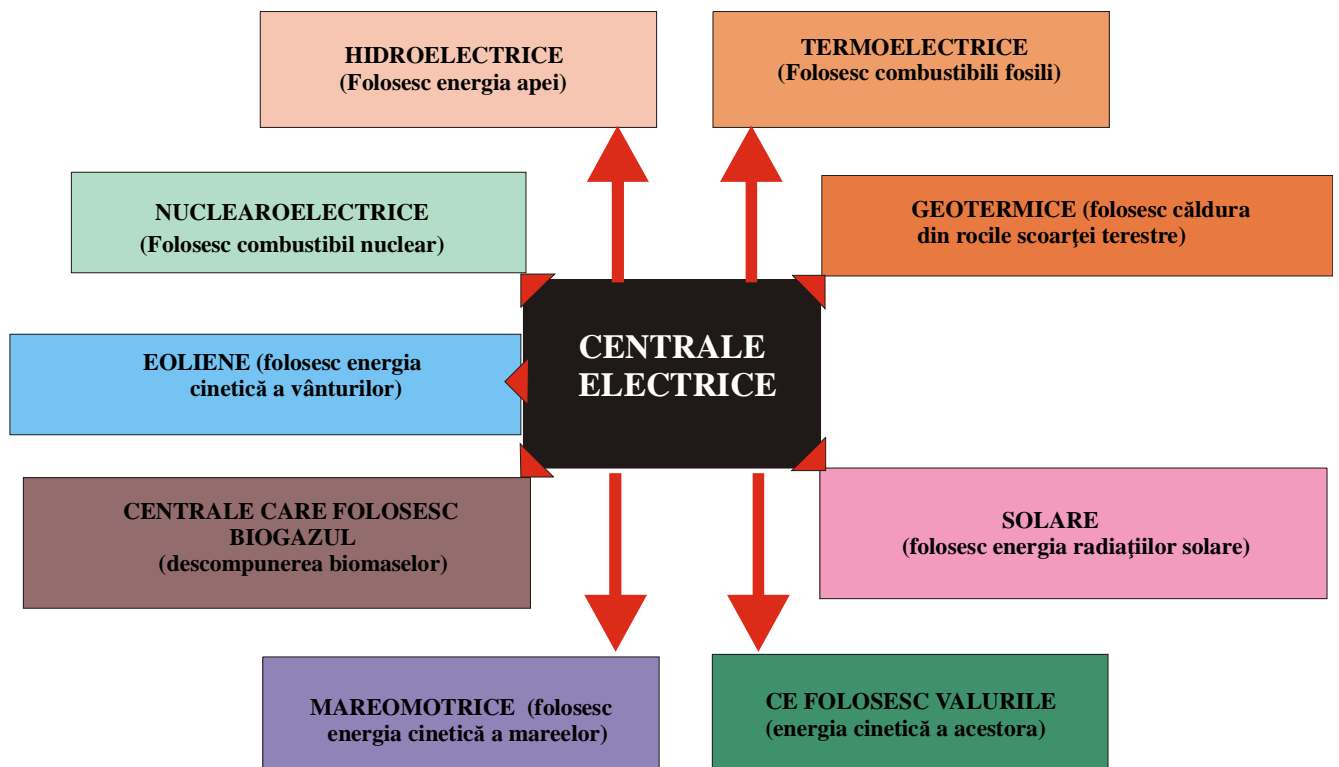 HIDROELECTRICE
(Folosesc energia apei)
TERMOELECTRICE
(Folosesc combustibili fosili)
NUCLEAROELECTRICE
(Folosesc combustibil nuclear)
GEOTERMICE (folosesc căldura
din rocile scoarţei terestre)
EOLIENE (folosesc energia
cinetică a vânturilor)
CENTRALE
ELECTRICE
CENTRALE CARE FOLOSESC
BIOGAZUL
(descompunerea biomaselor)
SOLARE
(folosesc energia radiaţiilor solare)
MAREOMOTRICE (folosesc
energia cinetică a mareelor)
CE FOLOSESC VALURILE
(energia cinetică a acestora)